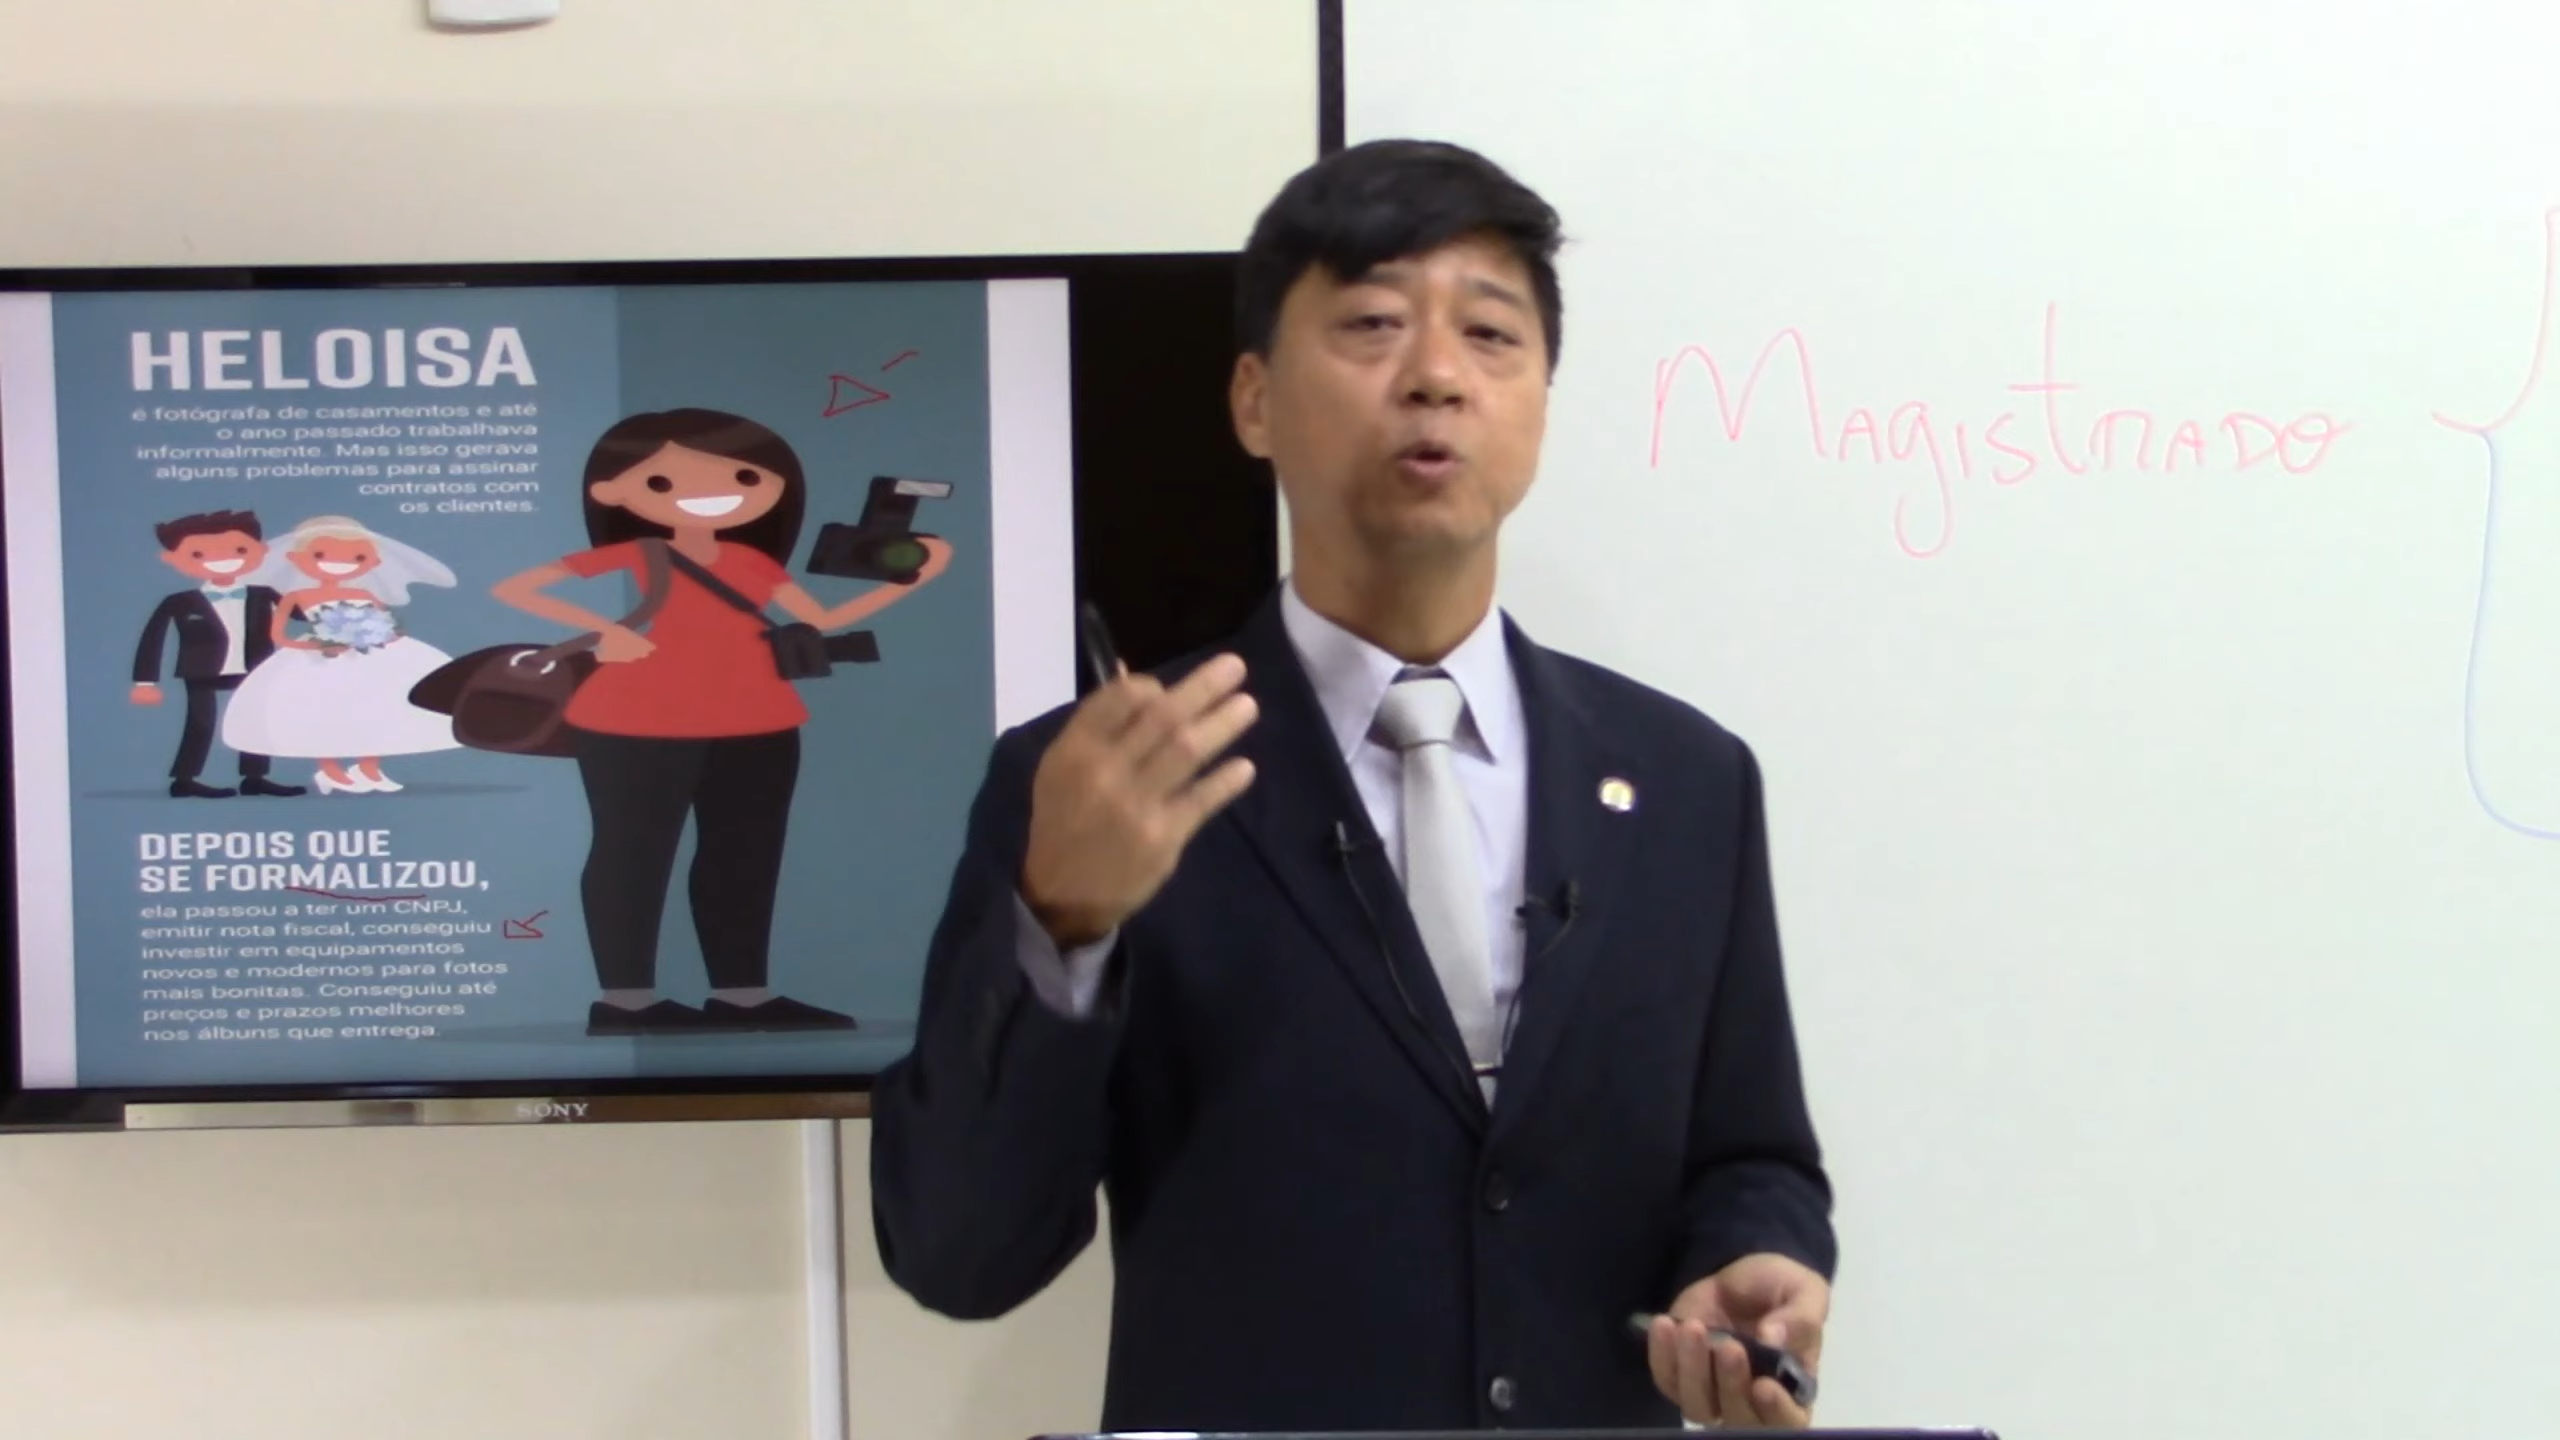 HELOISA
é fotógrafa de casamentos e até
o ano passado trabalhava
informalmente. Mas isso gerava
alguns problemas para assinar
contratos com
os clientes.
DEPOIS QUE
SE FORMALIZOU,
ela passou a ter um CNPJ,
emitir nota fiscal, conseguiu
investir em equipamentos
novos e modernos para fotos
mais bonitas. Conseguiu até
preços e prazos melhores
nos álbuns que entrega.
SONY
Magistrado